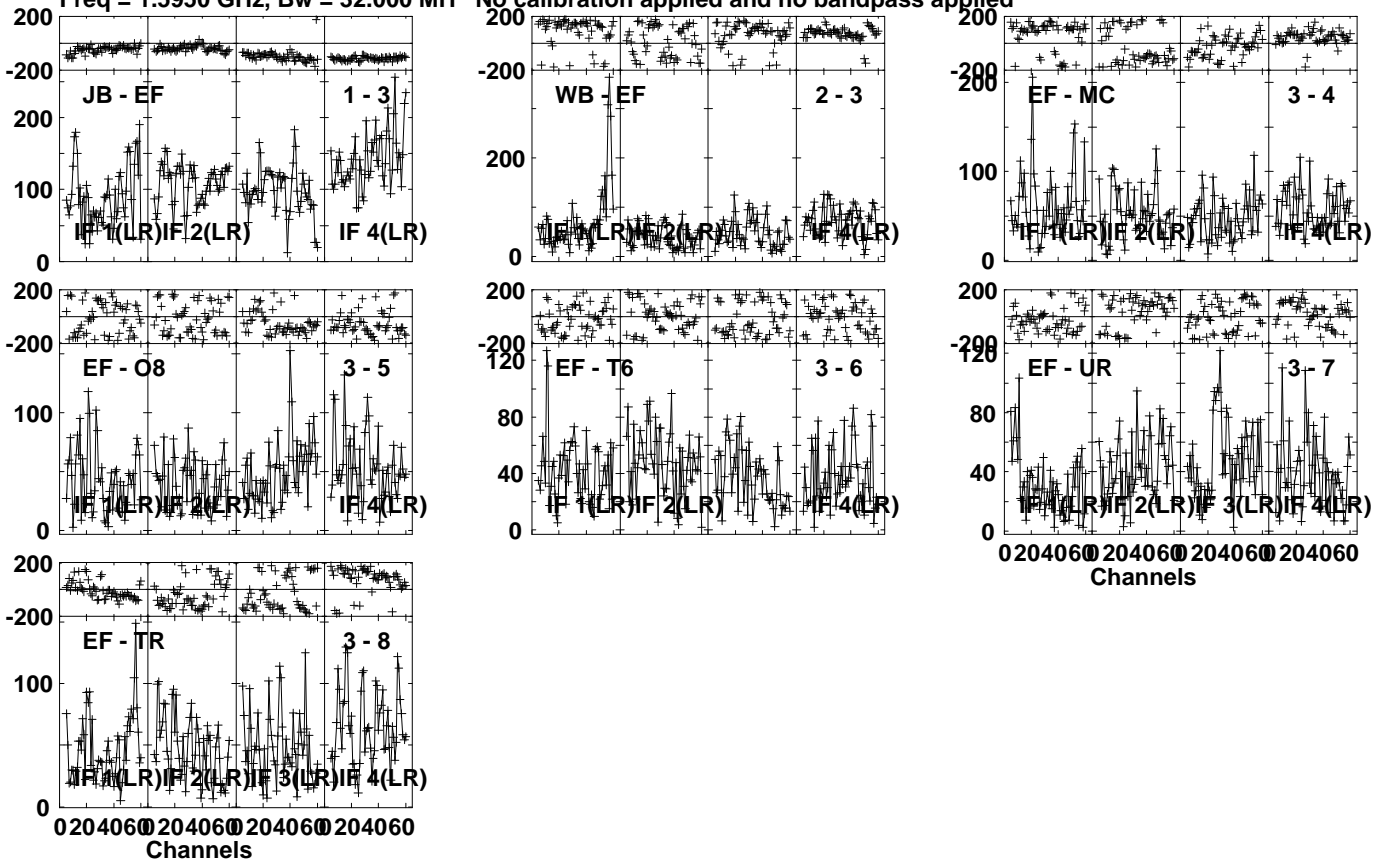 Freq = 1.5950 GHz, Bw = 32.000 MH No calibration applied and no bandpass applied
200
-200
JB - EF 1 - 3
200
100
0
IF 1(LR) IF 2(LR) IF 4(LR)
200
-200
WB - EF 2 - 3
200
0
IF 1(LR) IF 2(LR) IF 4(LR)
200
-200
200
EF - MC 3 - 4
100
0
IF 1(LR) IF 2(LR) IF 4(LR)
200
-200
EF - O8 3 - 5
100
0
IF 1(LR) IF 2(LR) IF 4(LR)
200
-200
120
EF - T6 3 - 6
80
40
0
IF 1(LR) IF 2(LR) IF 4(LR)
200
-200
120
EF - UR 3 - 7
80
40
0
IF 1(LR) IF 2(LR) IF 3(LR) IF 4(LR)
0 20 40 60 0 20 40 60 0 20 40 60 0 20 40 60
Channels
200
-200
EF - TR 3 - 8
100
0
IF 1(LR) IF 2(LR) IF 3(LR) IF 4(LR)
0 20 40 60 0 20 40 60 0 20 40 60 0 20 40 60
Channels